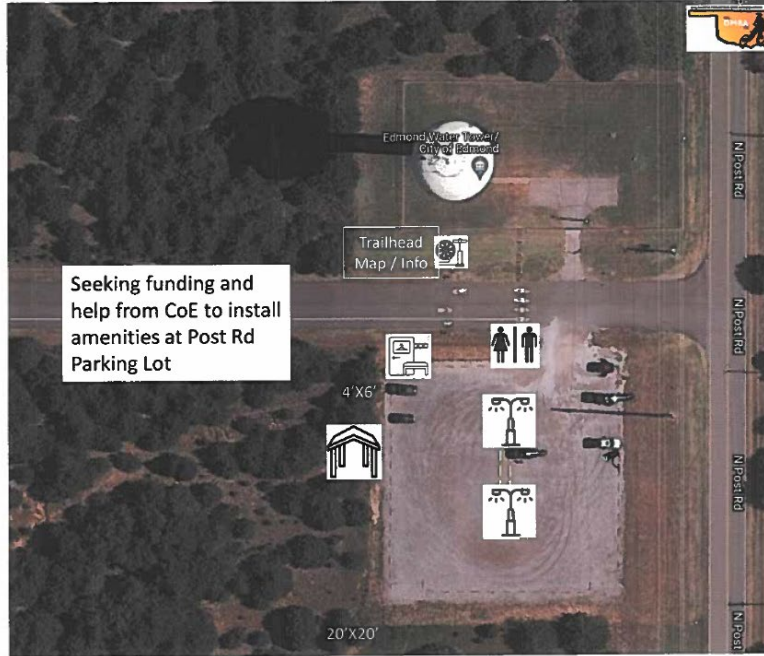 OMBA
Edmond Water Tower/
City of Edmond
N Post Rd
Trailhead
Map / Info
Seeking funding and
help from CoE to install
amenities at Post Rd
Parking Lot
N Post Rd
4'X6'
N Post Rd
20'X20'
N Post